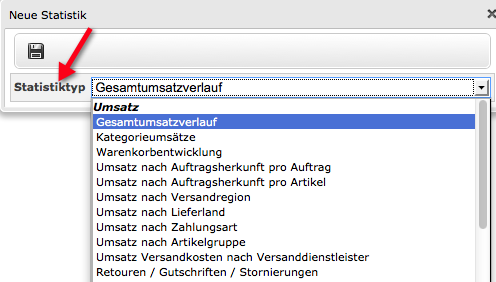 Neue Statistik
Statistiktyp Gesamtumsatzverlauf
Umsatz
Gesamtumsatzverlauf
Kategorieumsätze
Warenkorbentwicklung
Umsatz nach Auftragsherkunft pro Auftrag
Umsatz nach Auftragsherkunft pro Artikel
Umsatz nach Versandregion
Umsatz nach Lieferland
Umsatz nach Zahlungsart
Umsatz nach Artikelgruppe
Umsatz Versandkosten nach Versanddienstleister
Retouren / Gutschriften / Stornierungen